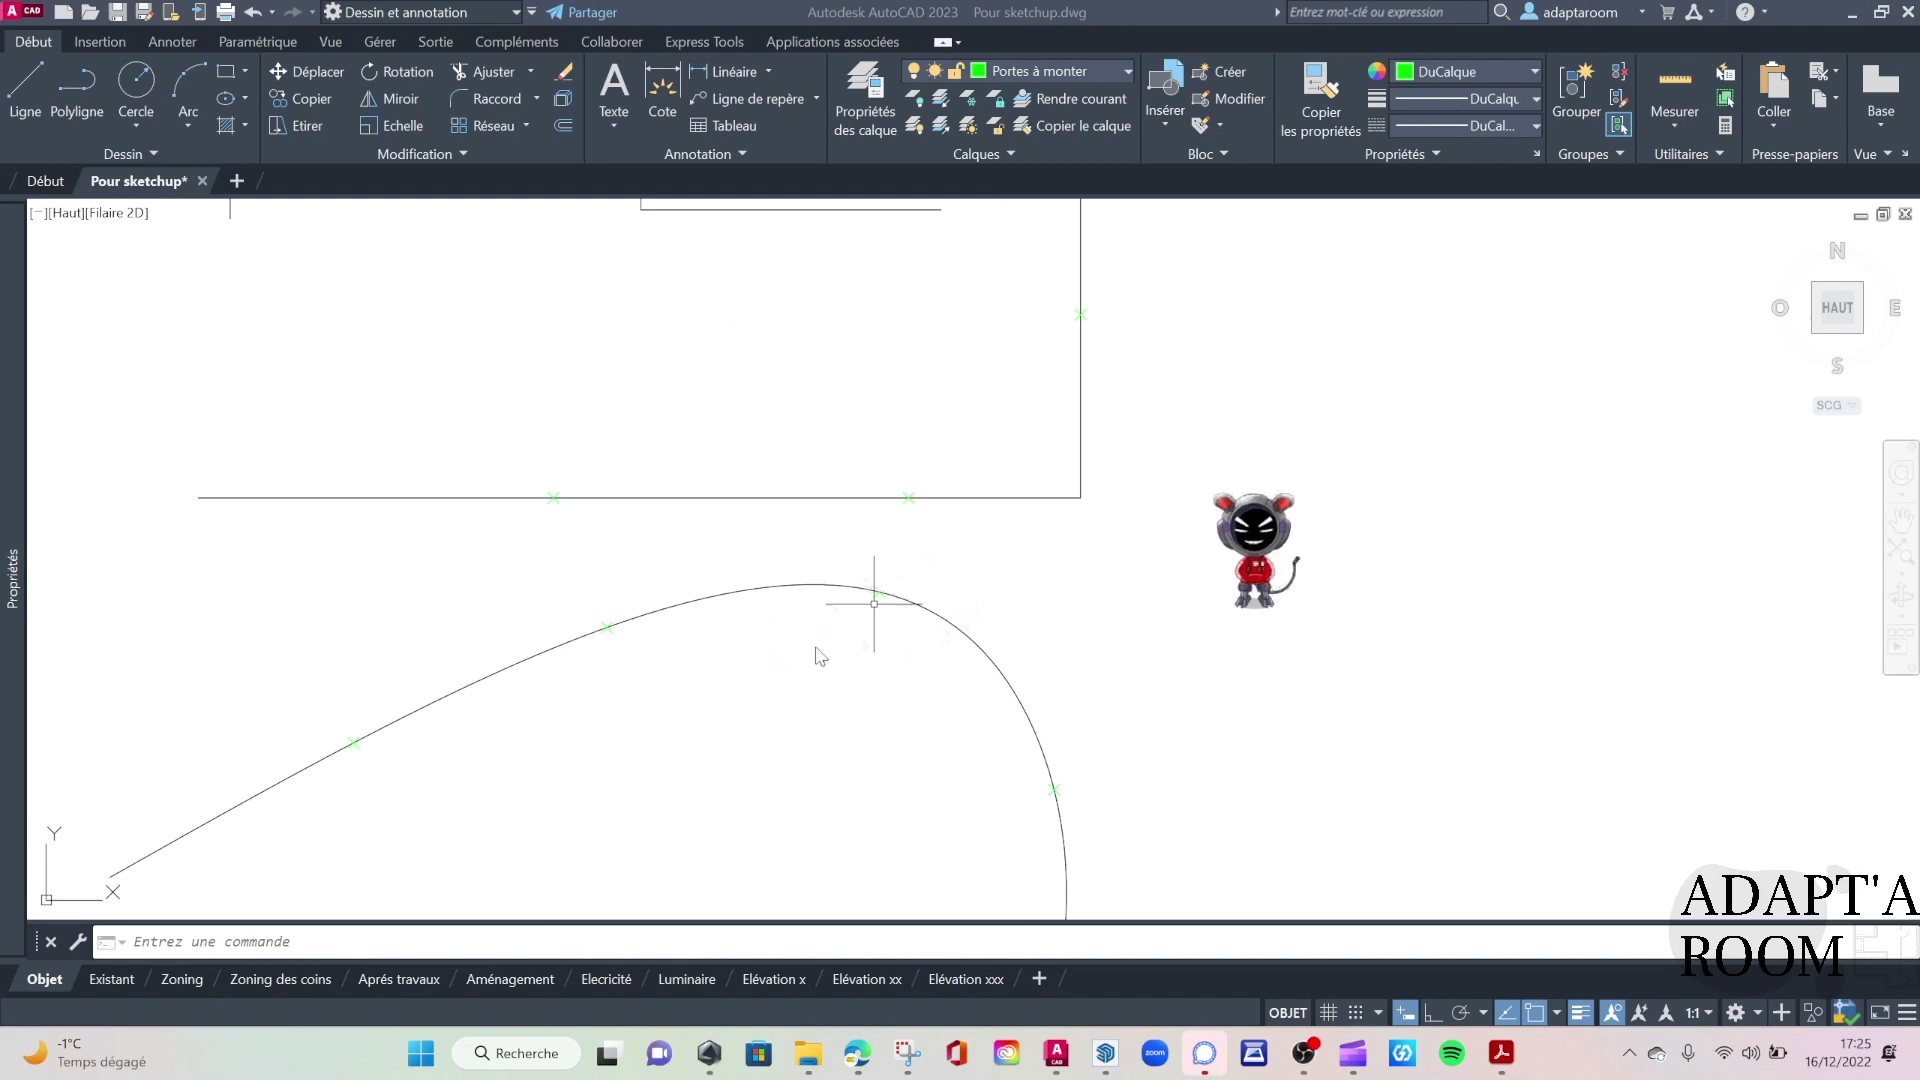 A CAD
Dessin et annotation
Partager
Autodesk AutoCAD 2023 Pour sketchup.dwg
Entrez mot-clé ou expression
adaptaroom
Début Insertion Annoter Paramétrique Vue Gérer Sortie Compléments Collaborer Express Tools Applications associées
Ligne Polyligne Cercle Arc
Dessin
Déplacer Rotation Ajuster
Copier Miroir Raccord
Etirer Echelle Réseau
Modification
Texte Cote
Linéaire
Ligne de repère
Tableau
Annotation
Propriétés
des calque
Portes à monter
Rendre courant
Copier le calque
Calques
Insérer
Créer
Modifier
Bloc
Copier
les propriétés
DuCalque
DuCalqu
DuCal...
Propriétés
Grouper
Groupes
Mesurer
Utilitaires
Coller
Presse-papiers
Base
Vue
Début
Pour sketchup*
[−][Haut][Filaire 2D]
N
O HAUT E
S
SCG
Propriétés
Y
X
ADAPT'A
ROOM
Entrez une commande
Objet Existant Zoning Zoning des coins Aprés travaux Aménagement Elecricité Luminaire Elévation x Elévation xx Elévation xxx
OBJET 1:1
-1°C
Temps dégagé
Recherche
zoom
17:25
16/12/2022